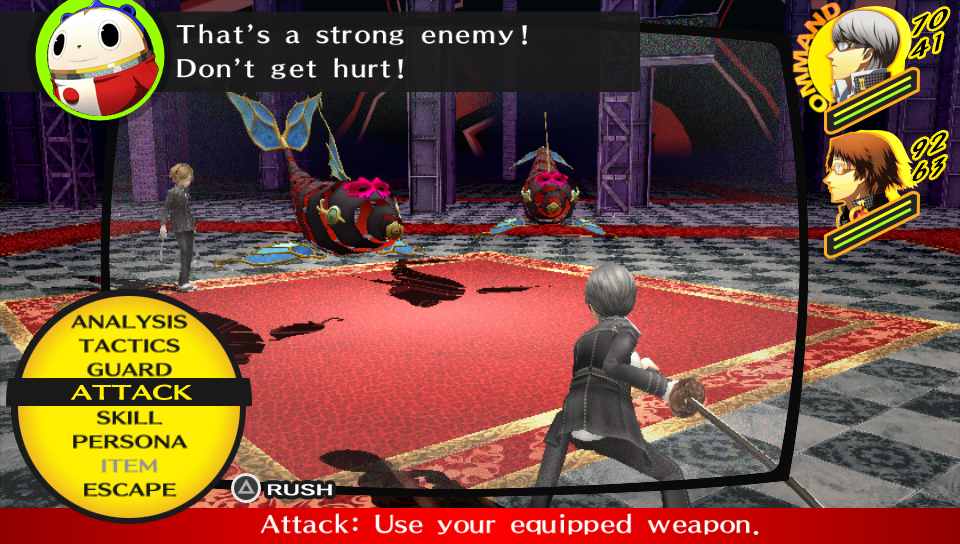 That's a strong enemy!
Don't get hurt!
COMMAND
70
41
92
63
ANALYSIS
TACTICS
GUARD
ATTACK
SKILL
PERSONA
ITEM
ESCAPE
RUSH
Attack: Use your equipped weapon.